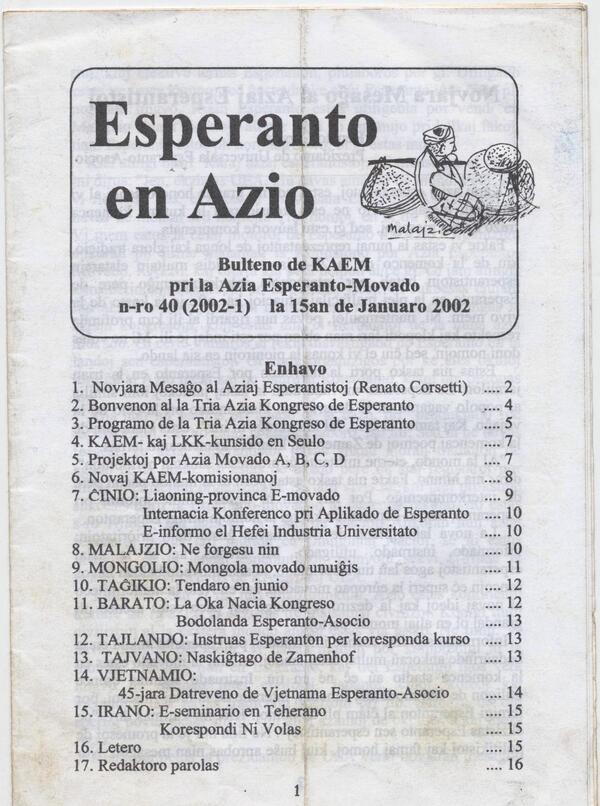 Esperanto
en Azio
Malajzio
Bulteno de KAEM
pri la Azia Esperanto-Movado
n-ro 40 (2002-1) la 15an de Januaro 2002
Enhavo
1. Novjara Mesaĝo al Aziaj Esperantistoj (Renato Corsetti) .... 2
2. Bonvenon al la Tria Azia Kongreso de Esperanto .... 4
3. Programo de la Tria Azia Kongreso de Esperanto .... 5
4. KAEM- kaj LKK-kunsido en Seulo .... 7
5. Projektoj por Azia Movado A, B, C, D .... 7
6. Novaj KAEM-komisionanoj .... 8
7. ĈINIO: Liaoning-provinca E-movado .... 9
Internacia Konferenco pri Aplikado de Esperanto .... 10
E-informo el Hefei Industria Universitato .... 10
8. MALAJZIO: Ne forgesu nin .... 10
9. MONGOLIO: Mongola movado unuiĝis .... 11
10. TAĜIKIO: Tendaro en junio .... 12
11. BARATO: La Oka Nacia Kongreso .... 12
Bodolanda Esperanto-Asocio .... 13
12. TAJLANDO: Instruas Esperanton per koresponda kurso .... 13
13. TAJVANO: Naskiĝtago de Zamenhof .... 13
14. VJETNAMIO:
45-jara Datreveno de Vjetnama Esperanto-Asocio .... 14
15. IRANO: E-seminario en Teherano .... 15
Korespondi Ni Volas .... 15
16. Letero .... 15
17. Redaktoro parolas .... 16
1